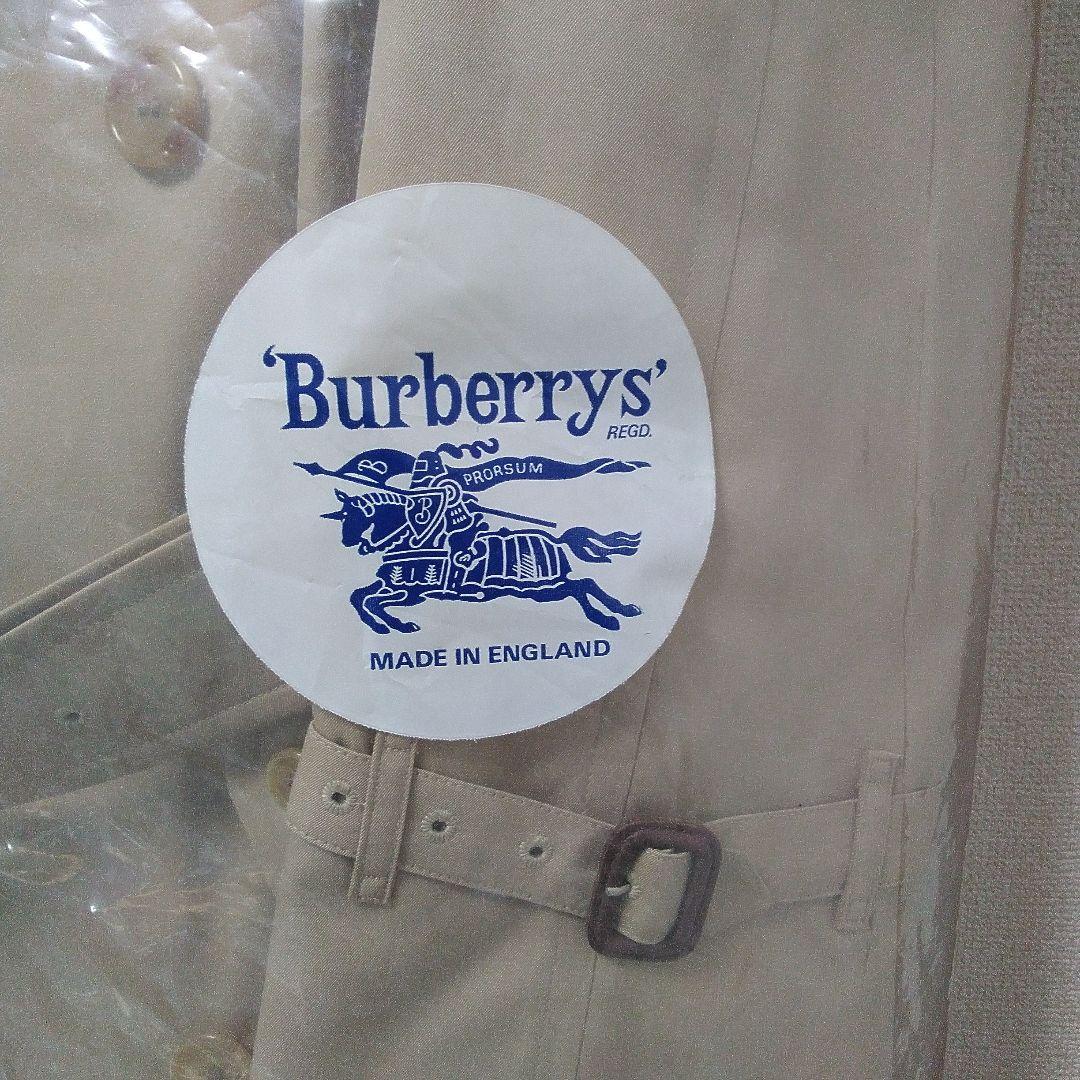 ‘Burberrys’
REGD.
B
PRORSUM
B
MADE IN ENGLAND